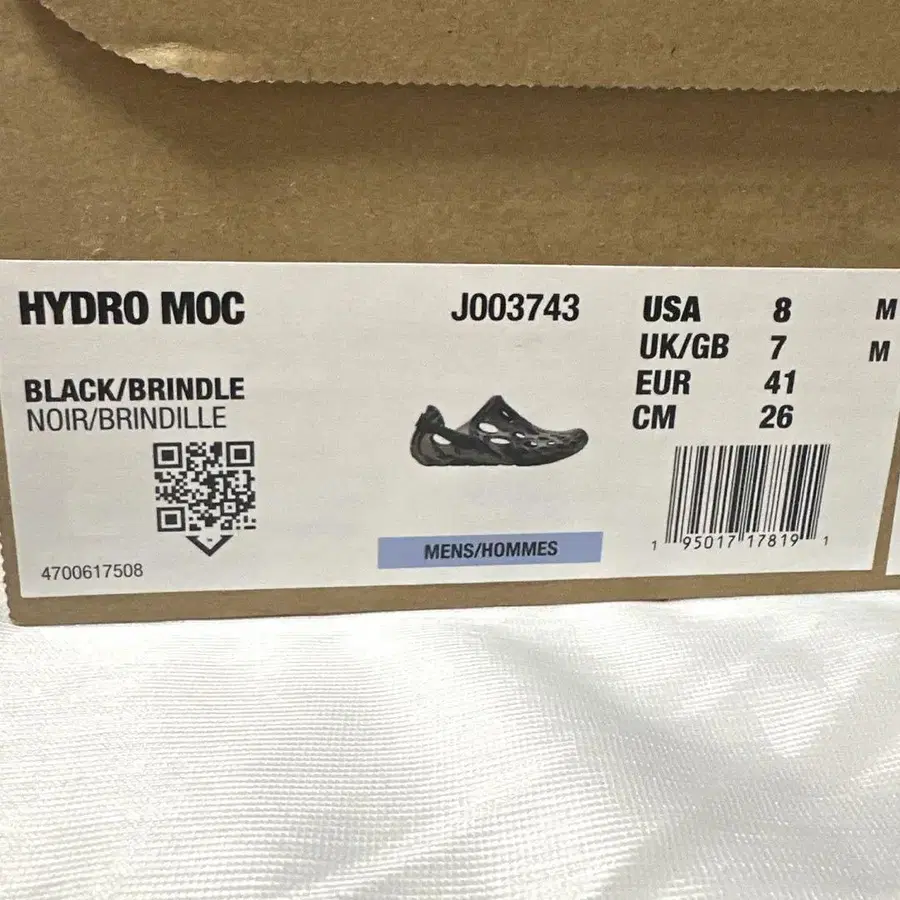 HYDRO MOC J003743 USA 8 M
UK/GB 7 M
BLACK/BRINDLE EUR 41
NOIR/BRINDILLE CM 26
MENS/HOMMES
1 95017 17819 1
4700617508